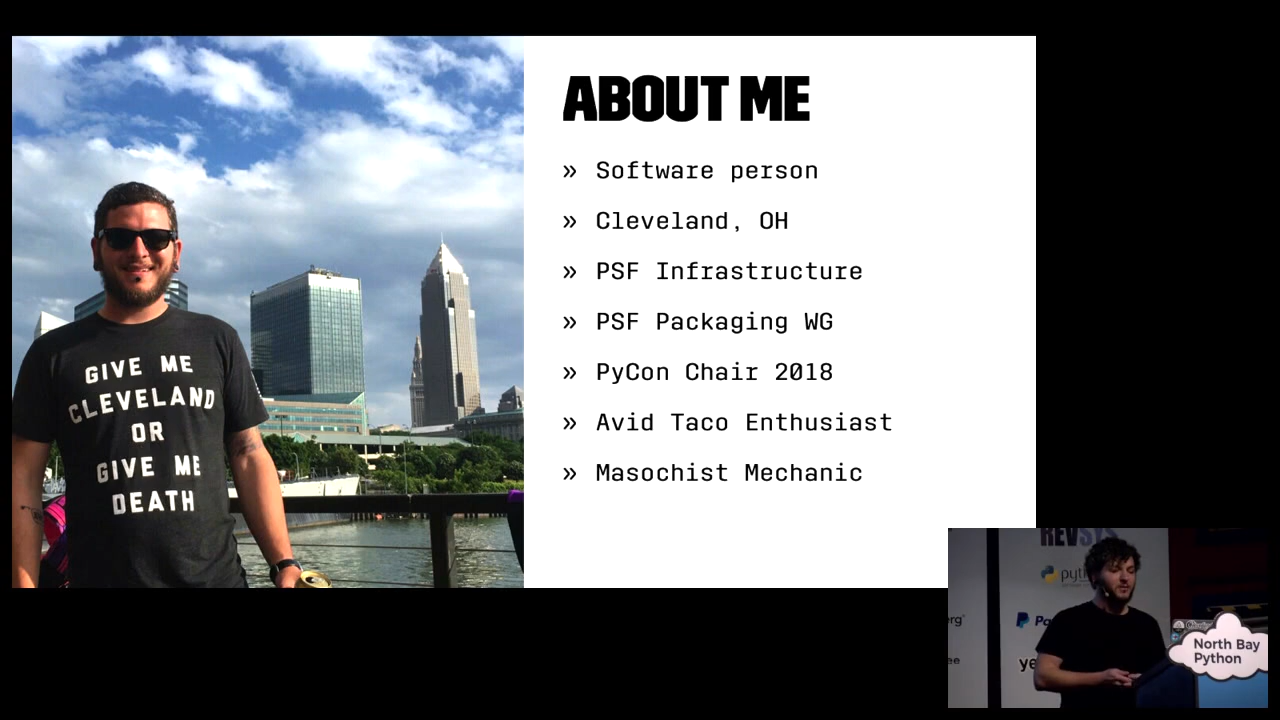 ABOUT ME
» Software person
» Cleveland, OH
» PSF Infrastructure
» PSF Packaging WG
» PyCon Chair 2018
» Avid Taco Enthusiast
» Masochist Mechanic
GIVE ME
CLEVELAND
OR
GIVE ME
DEATH
REVSYS
North Bay
Python